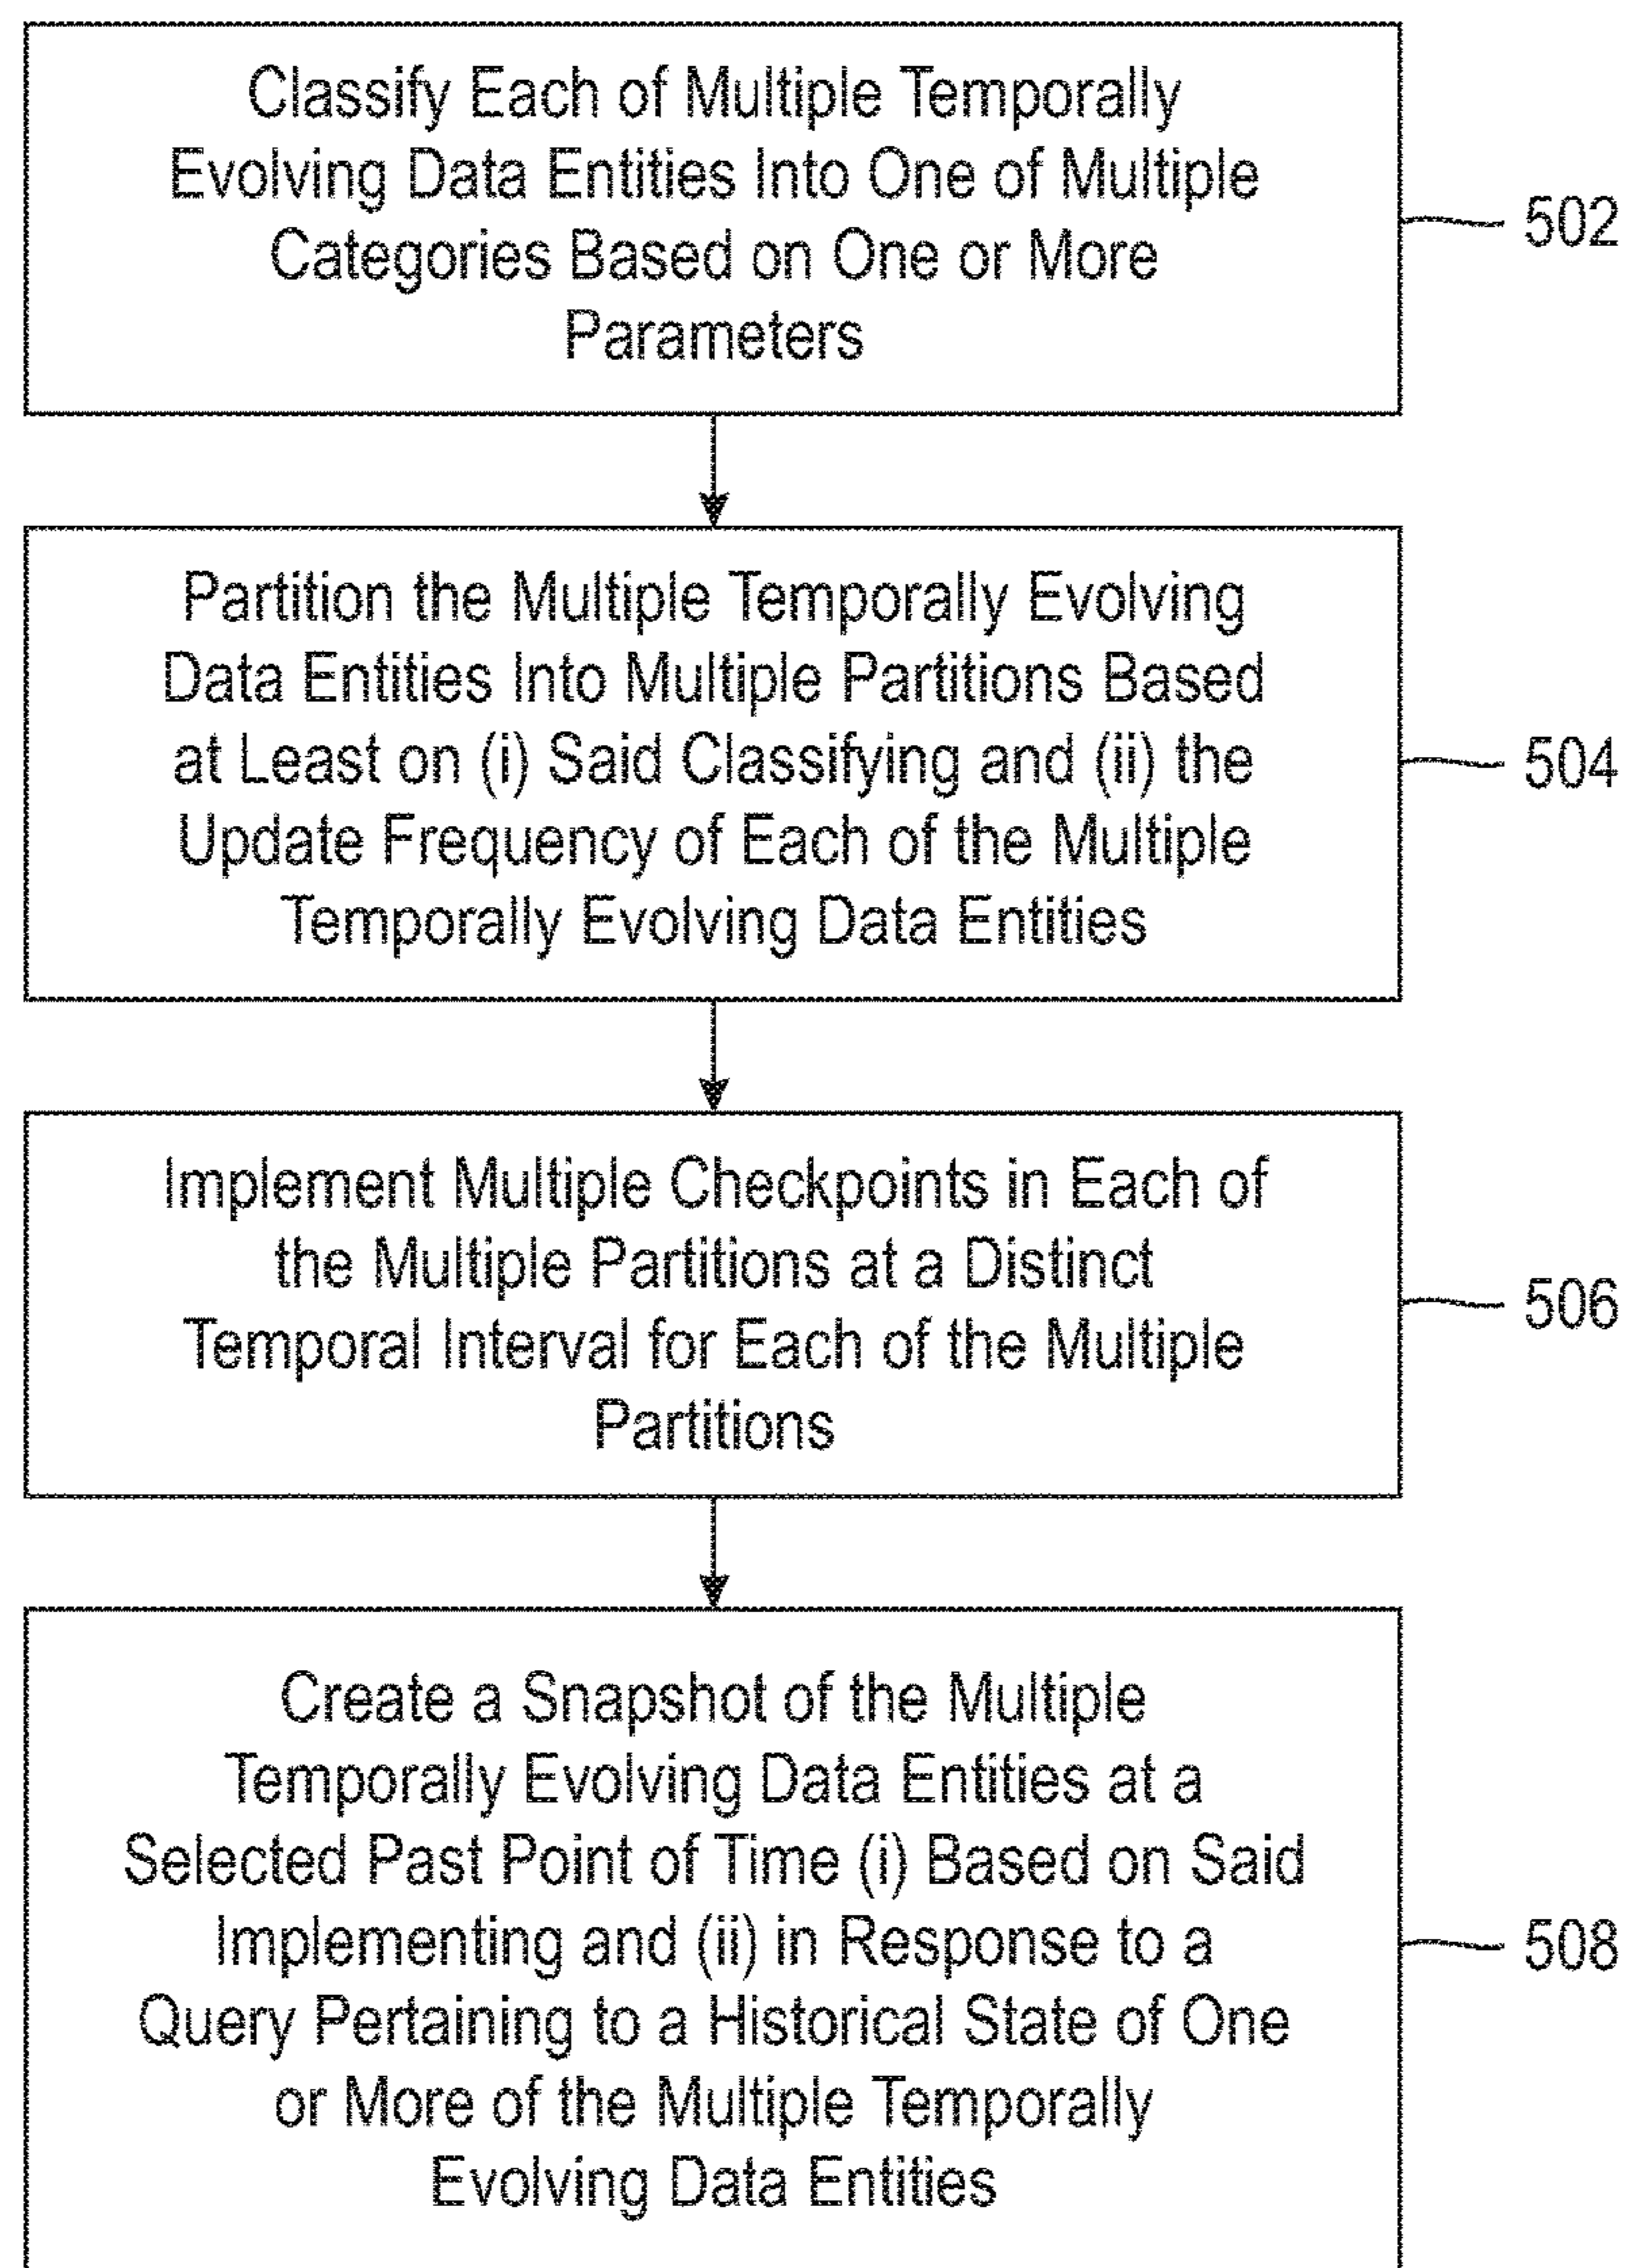 Classify Each of Multiple Temporally
Evolving Data Entities Into One of Multiple
Categories Based on One or More
Parameters
502
Partition the Multiple Temporally Evolving
Data Entities Into Multiple Partitions Based
at Least on (i) Said Classifying and (ii) the
Update Frequency of Each of the Multiple
Temporally Evolving Data Entities
504
Implement Multiple Checkpoints in Each of
the Multiple Partitions at a Distinct
Temporal Interval for Each of the Multiple
Partitions
506
Create a Snapshot of the Multiple
Temporally Evolving Data Entities at a
Selected Past Point of Time (i) Based on Said
Implementing and (ii) in Response to a
Query Pertaining to a Historical State of One
or More of the Multiple Temporally
Evolving Data Entities
508